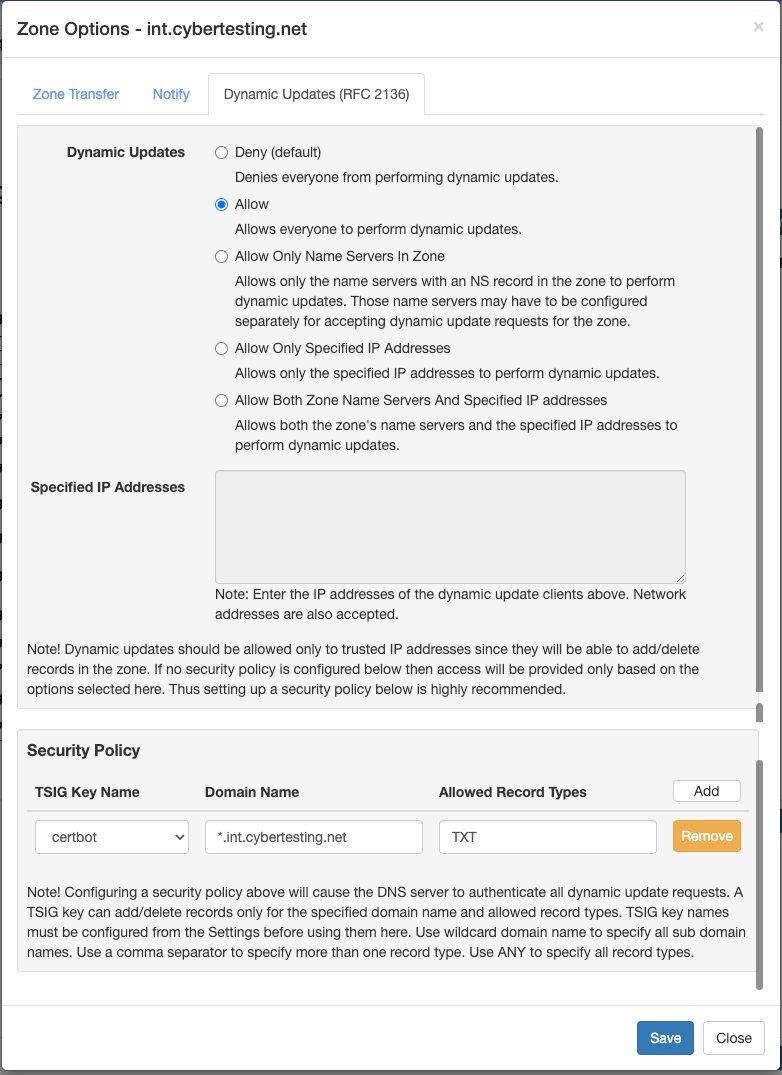 Zone Options - int.cybertesting.net
×
Zone Transfer
Notify
Dynamic Updates (RFC 2136)
Dynamic Updates
Deny (default)
Denies everyone from performing dynamic updates.
Allow
Allows everyone to perform dynamic updates.
Allow Only Name Servers In Zone
Allows only the name servers with an NS record in the zone to perform
dynamic updates. Those name servers may have to be configured
separately for accepting dynamic update requests for the zone.
Allow Only Specified IP Addresses
Allows only the specified IP addresses to perform dynamic updates.
Allow Both Zone Name Servers And Specified IP addresses
Allows both the zone's name servers and the specified IP addresses to
perform dynamic updates.
Specified IP Addresses
Note: Enter the IP addresses of the dynamic update clients above. Network
addresses are also accepted.
Note! Dynamic updates should be allowed only to trusted IP addresses since they will be able to add/delete
records in the zone. If no security policy is configured below then access will be provided only based on the
options selected here. Thus setting up a security policy below is highly recommended.
Security Policy
TSIG Key Name
Domain Name
Allowed Record Types
Add
certbot
*.int.cybertesting.net
TXT
Remove
Note! Configuring a security policy above will cause the DNS server to authenticate all dynamic update requests. A
TSIG key can add/delete records only for the specified domain name and allowed record types. TSIG key names
must be configured from the Settings before using them here. Use wildcard domain name to specify all sub domain
names. Use a comma separator to specify more than one record type. Use ANY to specify all record types.
Save
Close